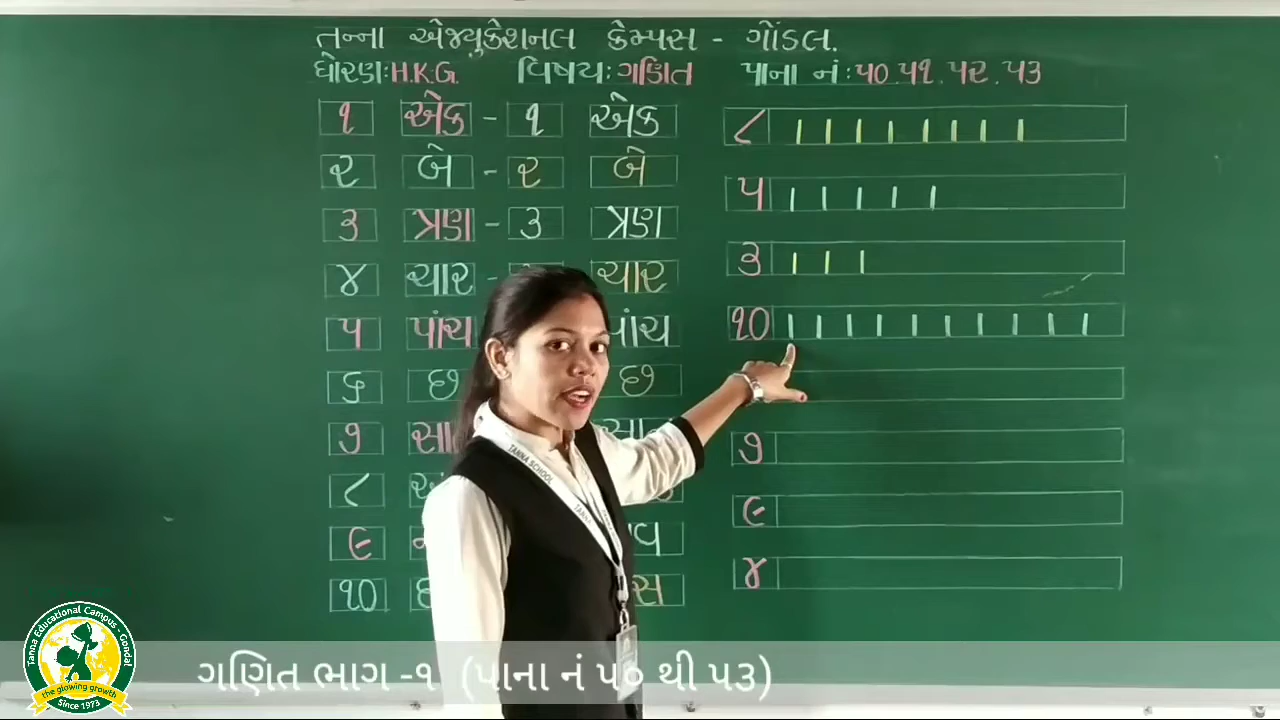 તન્ના એજ્યુકેશનલ કેમ્પસ - ગોંડલ.
ધોરણ:H.K.G. વિષય: ગણિત પાના નં : ૫૦.૫૧.૫૨.૫૩
૧ એક - ૧ એક
૨ બે - ૨ બે
૩ ત્રણ - ૩ ત્રણ
૪ ચાર - ચાર
૫ પાંચ પાંચ
૬ છ છ
૭
૮
૯
૧૦
૮
૫
૩
૧૦
૭
૯
૪
TANNA SCHOOL
Tanna Educational Campus - Gondal
the glowing growth
Since 1973
ગણિત ભાગ -૧ (પાના નં ૫૦ થી ૫૩)